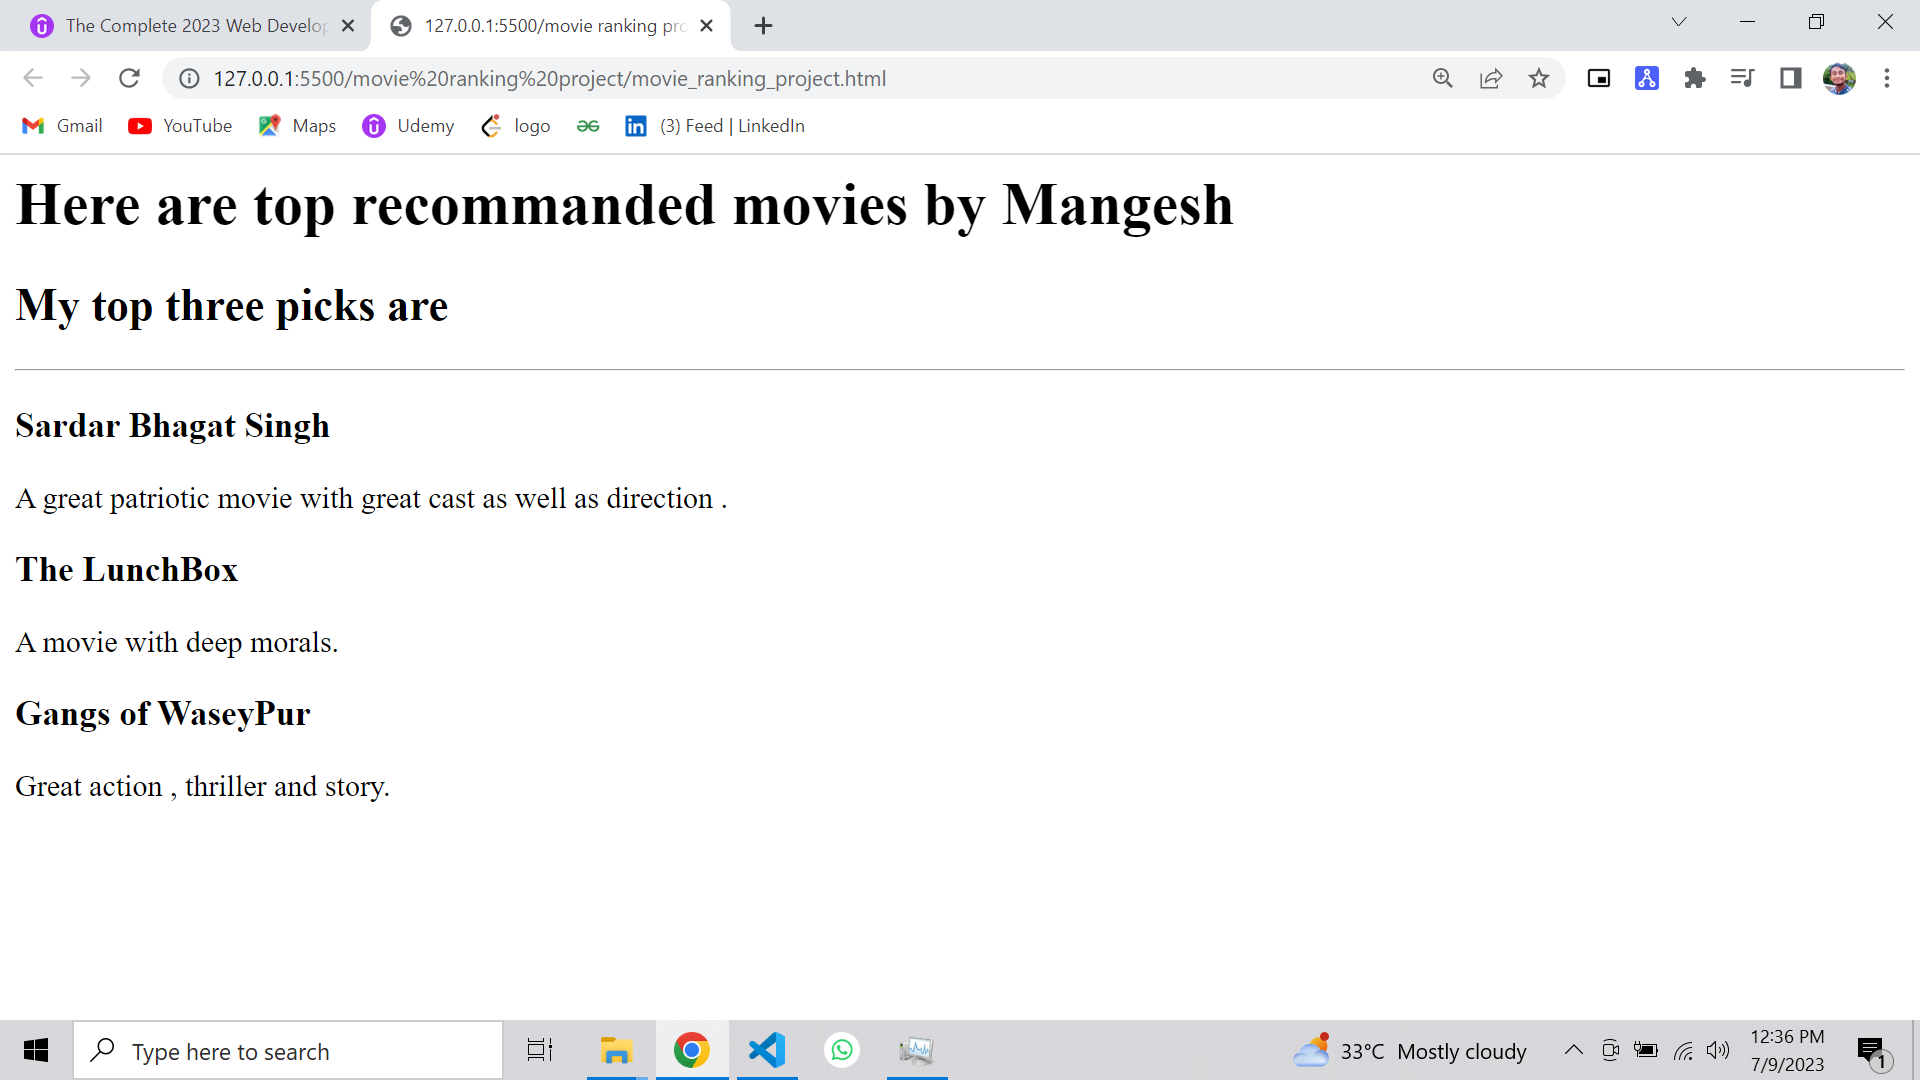 The Complete 2023 Web Develop
127.0.0.1:5500/movie ranking pro
127.0.0.1:5500/movie%20ranking%20project/movie_ranking_project.html
Gmail YouTube Maps Udemy logo (3) Feed | LinkedIn
Here are top recommanded movies by Mangesh
My top three picks are
Sardar Bhagat Singh
A great patriotic movie with great cast as well as direction .
The LunchBox
A movie with deep morals.
Gangs of WaseyPur
Great action , thriller and story.
Type here to search
33°C Mostly cloudy
12:36 PM
7/9/2023
1